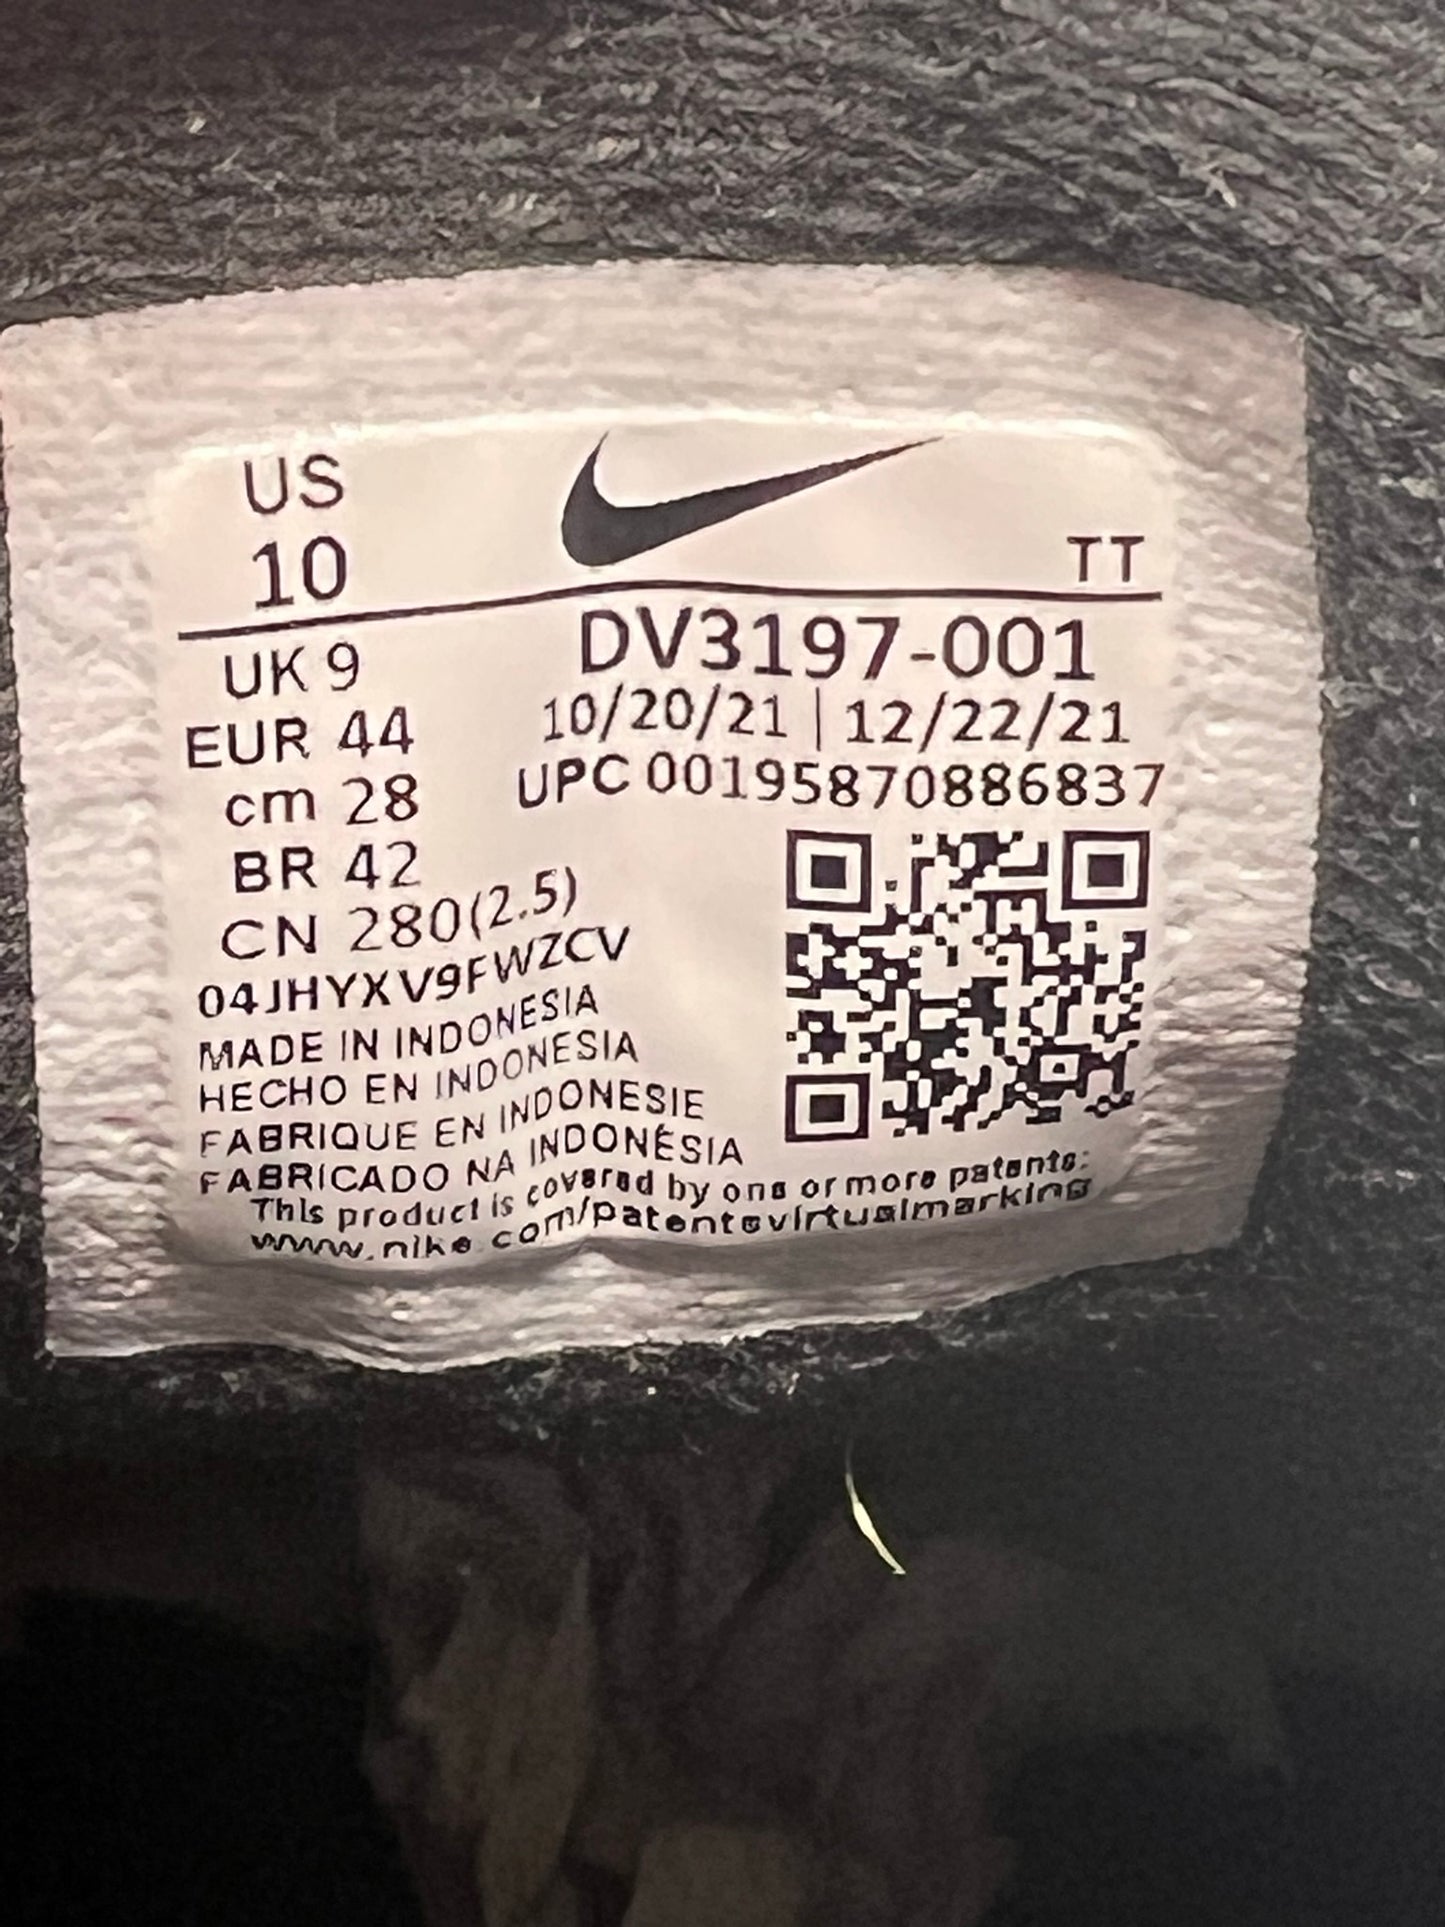 US
10
TT
UK 9
EUR 44
cm 28
BR 42
CN 280(2.5)
DV3197-001
10/20/21 | 12/22/21
UPC 00195870886837
04JHYXV9FWZCV
MADE IN INDONESIA
HECHO EN INDONESIA
FABRIQUE EN INDONESIE
FABRICADO NA INDONÉSIA
This product is covered by one or more patents:
www.nike.com/patentsvirtualmarking